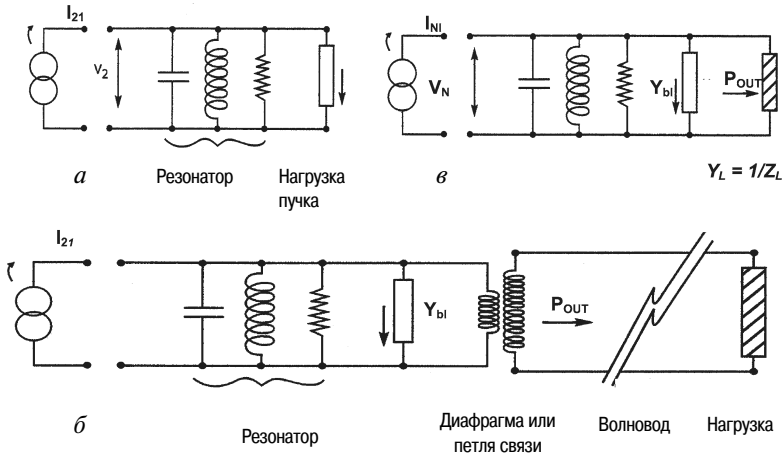 I21
V2
а
Резонатор
Нагрузка
пучка
INI
VN
Ybl
POUT
в
YL = 1/ZL
I21
Ybl
POUT
б
Резонатор
Диафрагма или
петля связи
Волновод
Нагрузка